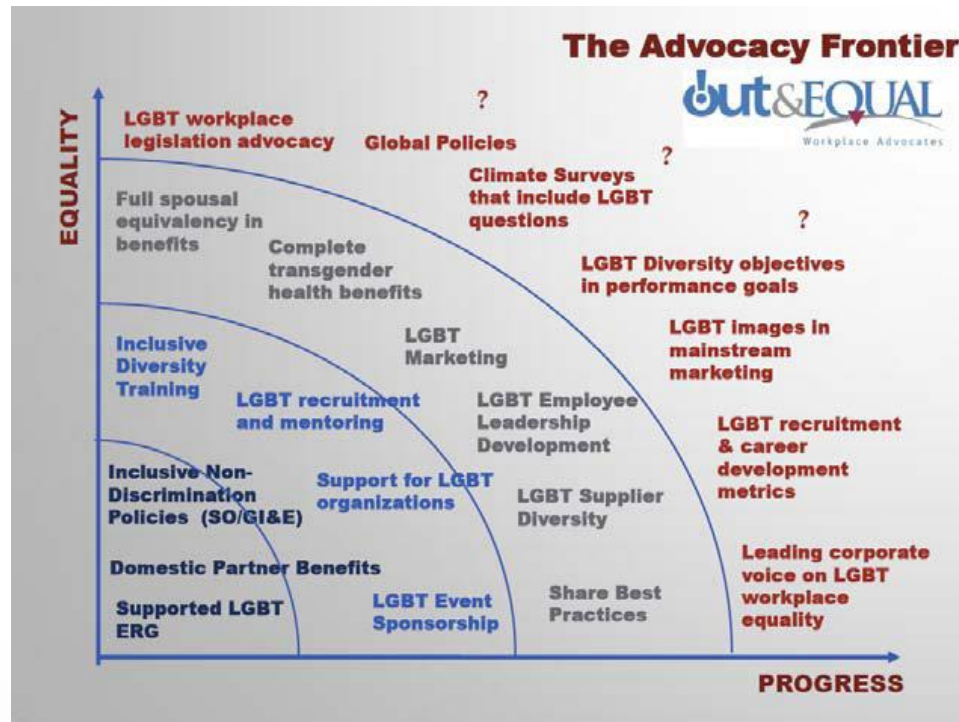 The Advocacy Frontier
out&EQUAL
Workplace Advocates
EQUALITY
?
LGBT workplace
legislation advocacy
Global Policies
?
Climate Surveys
that include LGBT
questions
?
Full spousal
equivalency in
benefits
Complete
transgender
health benefits
LGBT Diversity objectives
in performance goals
LGBT
Marketing
LGBT images in
mainstream
marketing
Inclusive
Diversity
Training
LGBT recruitment
and mentoring
LGBT Employee
Leadership
Development
LGBT recruitment
& career
development
metrics
Inclusive Non-
Discrimination
Policies (SO/GI&E)
Support for LGBT
organizations
LGBT Supplier
Diversity
Leading corporate
voice on LGBT
workplace
equality
Domestic Partner Benefits
Supported LGBT
ERG
LGBT Event
Sponsorship
Share Best
Practices
PROGRESS